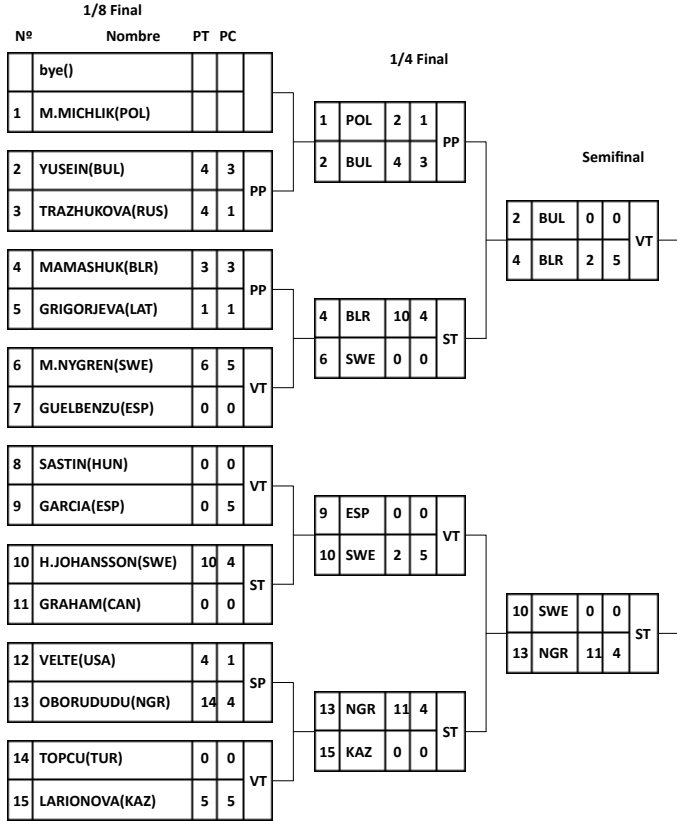 1/8 Final
Nº Nombre PT PC
bye()
1 M.MICHLIK(POL)
2 YUSEIN(BUL) 4 3
PP
3 TRAZHUKOVA(RUS) 4 1
4 MAMASHUK(BLR) 3 3
PP
5 GRIGORJEVA(LAT) 1 1
6 M.NYGREN(SWE) 6 5
VT
7 GUELBENZU(ESP) 0 0
8 SASTIN(HUN) 0 0
VT
9 GARCIA(ESP) 0 5
10 H.JOHANSSON(SWE) 10 4
ST
11 GRAHAM(CAN) 0 0
12 VELTE(USA) 4 1
SP
13 OBORUDUDU(NGR) 14 4
14 TOPCU(TUR) 0 0
VT
15 LARIONOVA(KAZ) 5 5
1/4 Final
1 POL 2 1
PP
2 BUL 4 3
4 BLR 10 4
ST
6 SWE 0 0
9 ESP 0 0
VT
10 SWE 2 5
13 NGR 11 4
ST
15 KAZ 0 0
Semifinal
2 BUL 0 0
VT
4 BLR 2 5
10 SWE 0 0
ST
13 NGR 11 4